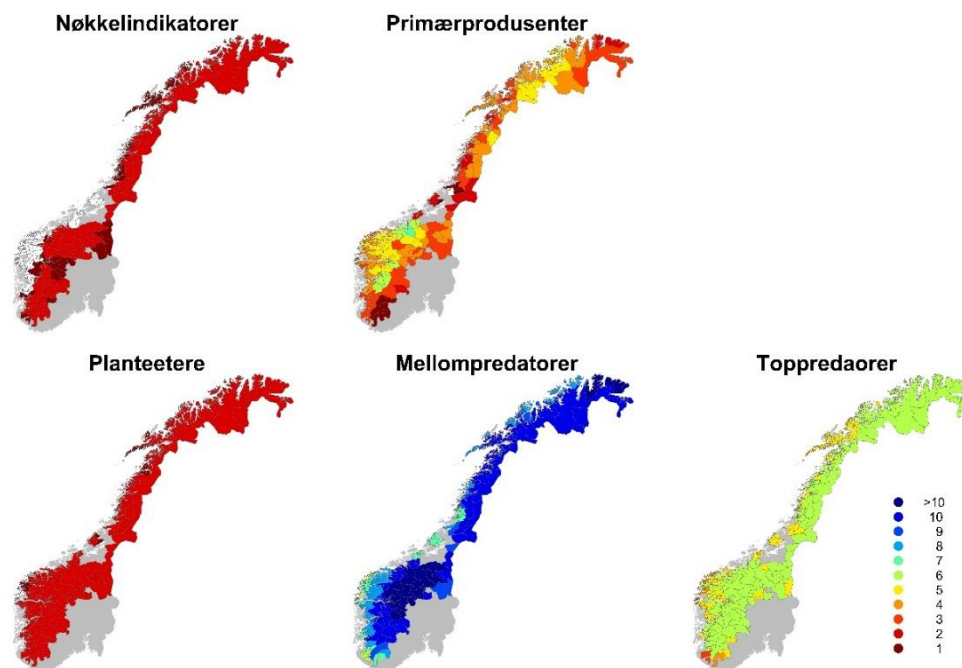 Nøkkelindikatorer
Primærprodusenter
Planteetere
Mellompredatorer
Toppredaorer
>10
10
9
8
7
6
5
4
3
2
1